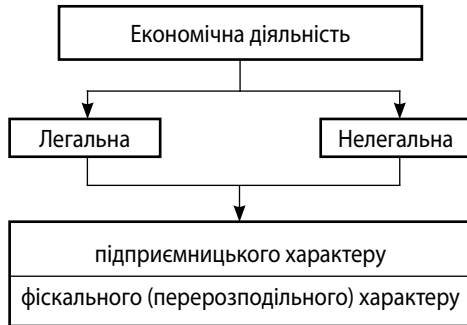 Економічна діяльність
Легальна
Нелегальна
підприємницького характеру
фіскального (перерозподільного) характеру